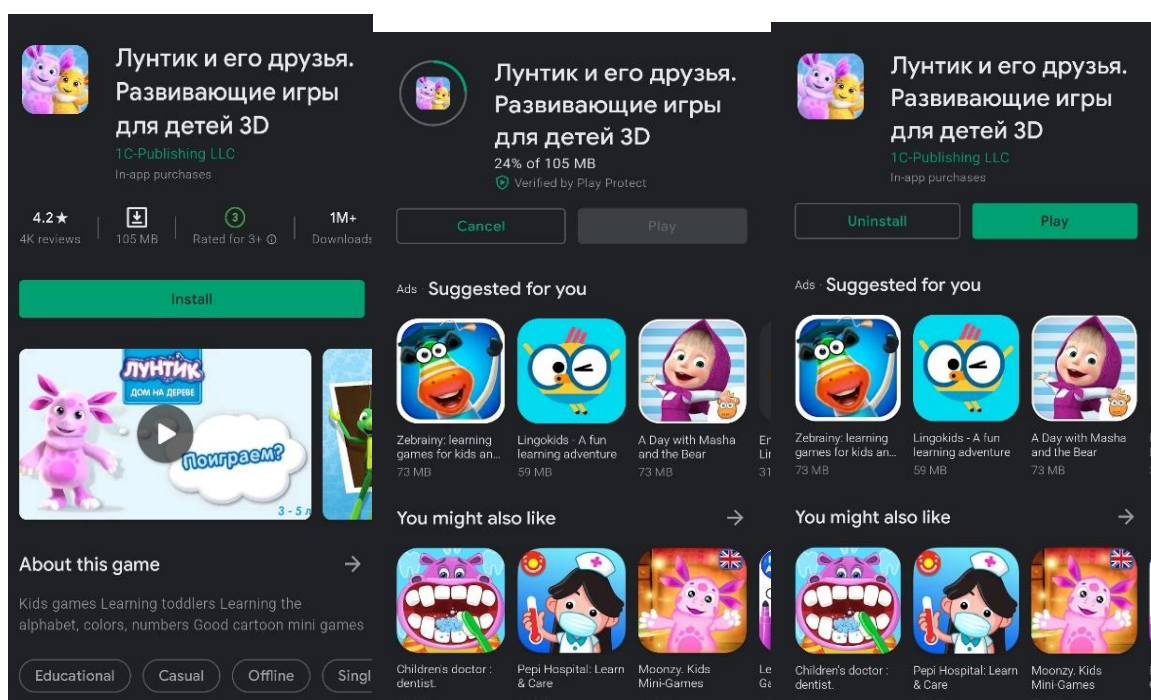 Лунтик и его друзья.
Развивающие игры
для детей 3D
1C-Publishing LLC
In-app purchases
4.2★
4K reviews
105 MB
3
Rated for 3+
1M+
Downloads
Install
ЛУНТИК
ДОМ НА ДЕРЕВЕ
Поиграем?
3 - 5 л
About this game
Kids games Learning toddlers Learning the
alphabet, colors, numbers Good cartoon mini games
Educational
Casual
Offline
Singl
Лунтик и его друзья.
Развивающие игры
для детей 3D
24% of 105 MB
Verified by Play Protect
Cancel
Play
Ads · Suggested for you
Zebrainy: learning
games for kids an...
73 MB
Lingokids - A fun
learning adventure
59 MB
A Day with Masha
and the Bear
73 MB
En
Lin
31
You might also like
Children's doctor :
dentist.
Pepi Hospital: Learn
& Care
Moonzy. Kids
Mini-Games
Le
Ga
Лунтик и его друзья.
Развивающие игры
для детей 3D
1C-Publishing LLC
In-app purchases
Uninstall
Play
Ads · Suggested for you
Zebrainy: learning
games for kids an...
73 MB
Lingokids - A fun
learning adventure
59 MB
A Day with Masha
and the Bear
73 MB
You might also like
Children's doctor :
dentist.
Pepi Hospital: Learn
& Care
Moonzy. Kids
Mini-Games